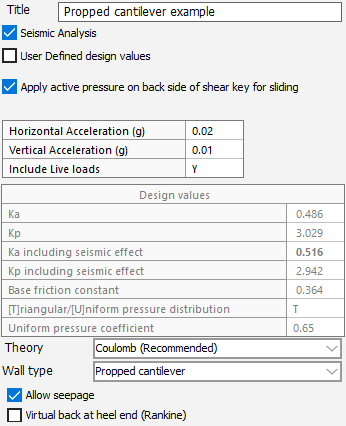 Title Propped cantilever example
Seismic Analysis
User Defined design values
Apply active pressure on back side of shear key for sliding
Horizontal Acceleration (g) 0.02
Vertical Acceleration (g) 0.01
Include Live loads Y
Design values
Ka 0.486
Kp 3.029
Ka including seismic effect 0.516
Kp including seismic effect 2.942
Base friction constant 0.364
[T]riangular/[U]niform pressure distribution T
Uniform pressure coefficient 0.65
Theory Coulomb (Recommended)
Wall type Propped cantilever
Allow seepage
Virtual back at heel end (Rankine)